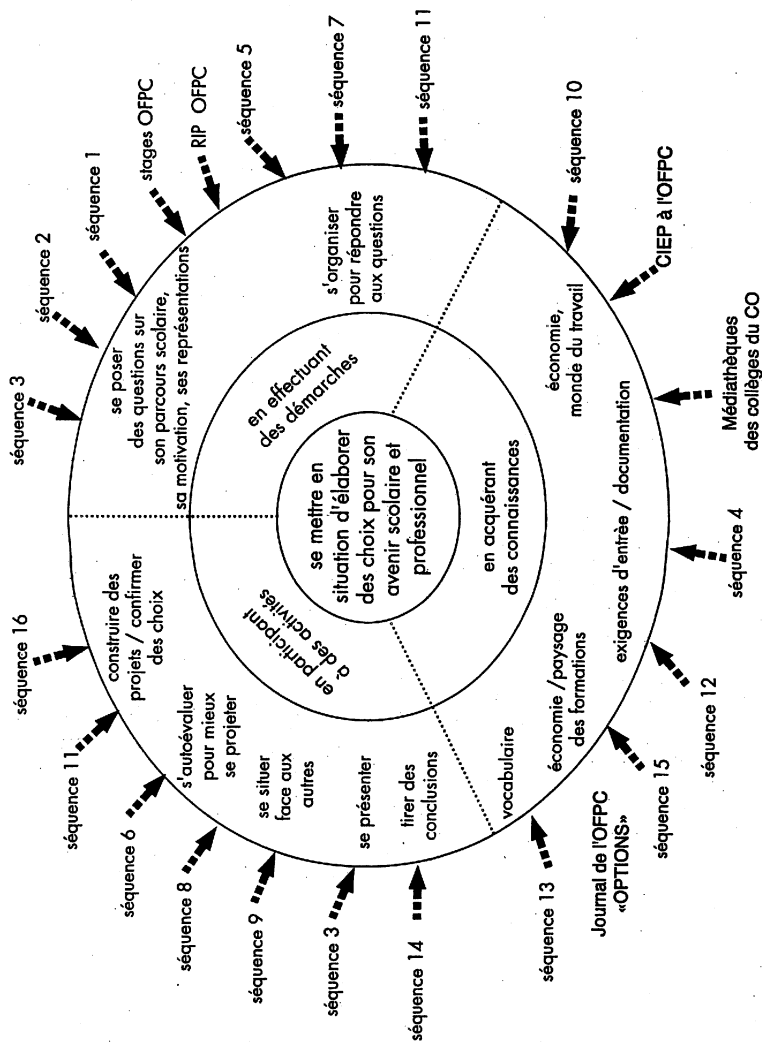 se mettre en
situation d'élaborer
des choix pour son
avenir scolaire et
professionnel
en effectuant
des démarches
en acquérant
des connaissances
en participant
à des activités
se poser
des questions sur
son parcours scolaire,
sa motivation, ses représentations
s'organiser
pour répondre
aux questions
économie,
monde du travail
exigences d'entrèe / documentation
économie /paysage
des formations
vocabulaire
tirer des
conclusions
se présenter
se situer
face aux
autres
s'autoévaluer
pour mieux
se projeter
construire des
projets / confirmer
des choix
séquence 3
séquence 2
séquence 1
stages OFPC
RIP OFPC
séquence 5
séquence 7
séquence 11
séquence 10
CIEP à l'OFPC
Médiathèques
des collèges du CO
séquence 4
séquence 12
séquence 15
Journal de l'OFPC
«OPTIONS»
séquence 13
séquence 14
séquence 3
séquence 9
séquence 8
séquence 6
séquence 11
séquence 16